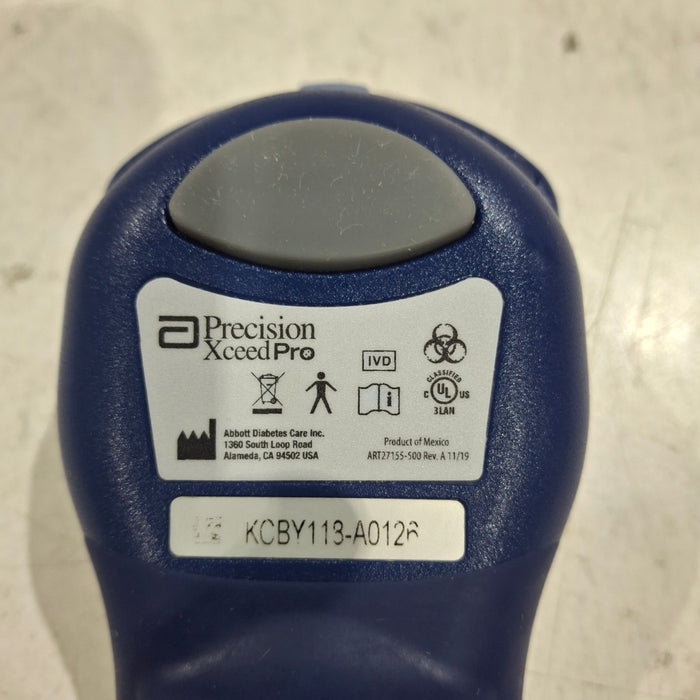 Precision
Xceed Pro
IVD
CLASSIFIED
C UL US
3LAN
i
Abbott Diabetes Care Inc.
1360 South Loop Road
Alameda, CA 94502 USA
Product of Mexico
ART27155-500 Rev. A 11/19
KCBY113-A0126